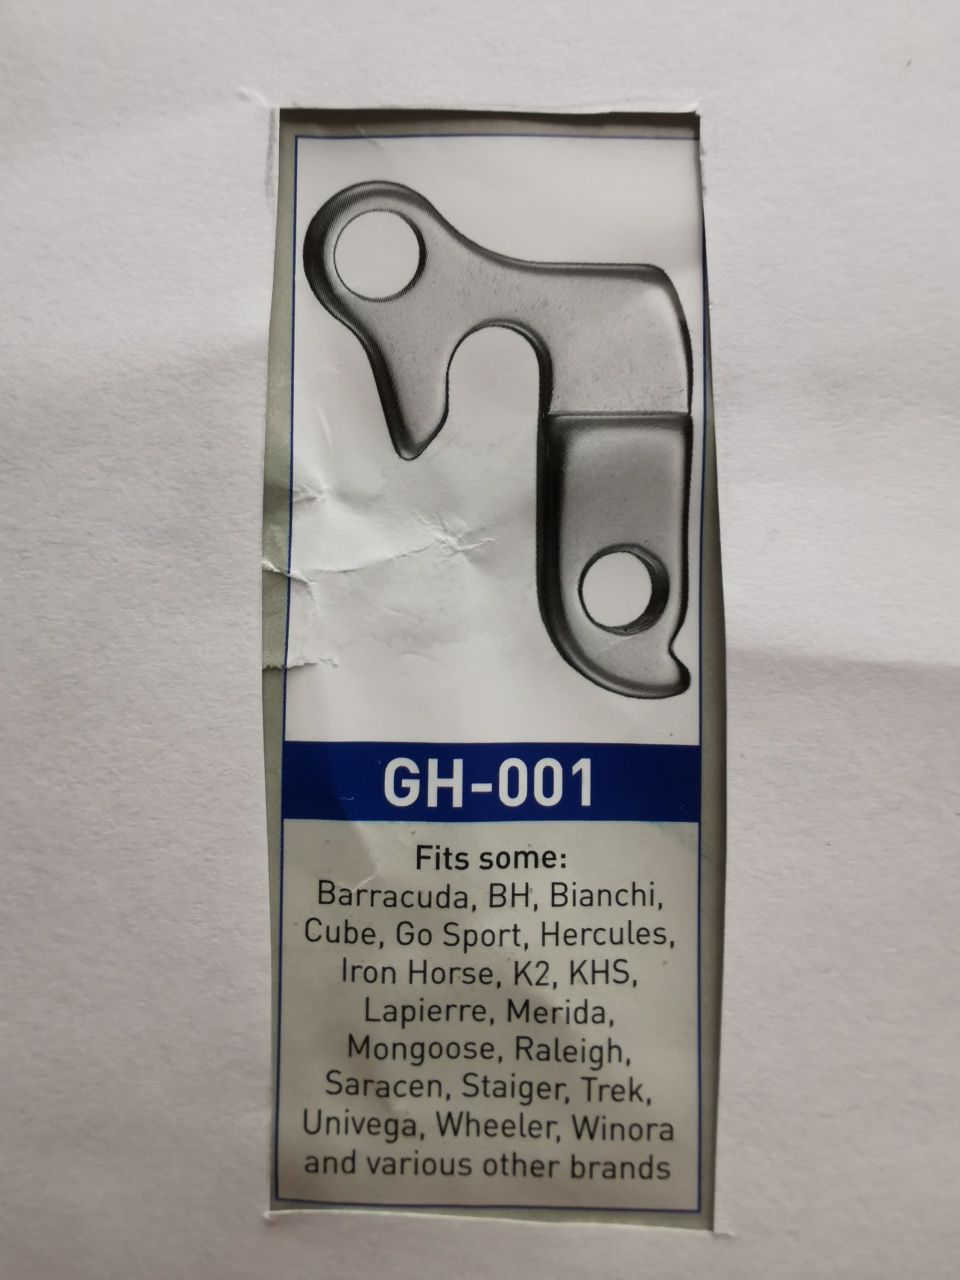 GH-001
Fits some:
Barracuda, BH, Bianchi,
Cube, Go Sport, Hercules,
Iron Horse, K2, KHS,
Lapierre, Merida,
Mongoose, Raleigh,
Saracen, Staiger, Trek,
Univega, Wheeler, Winora
and various other brands